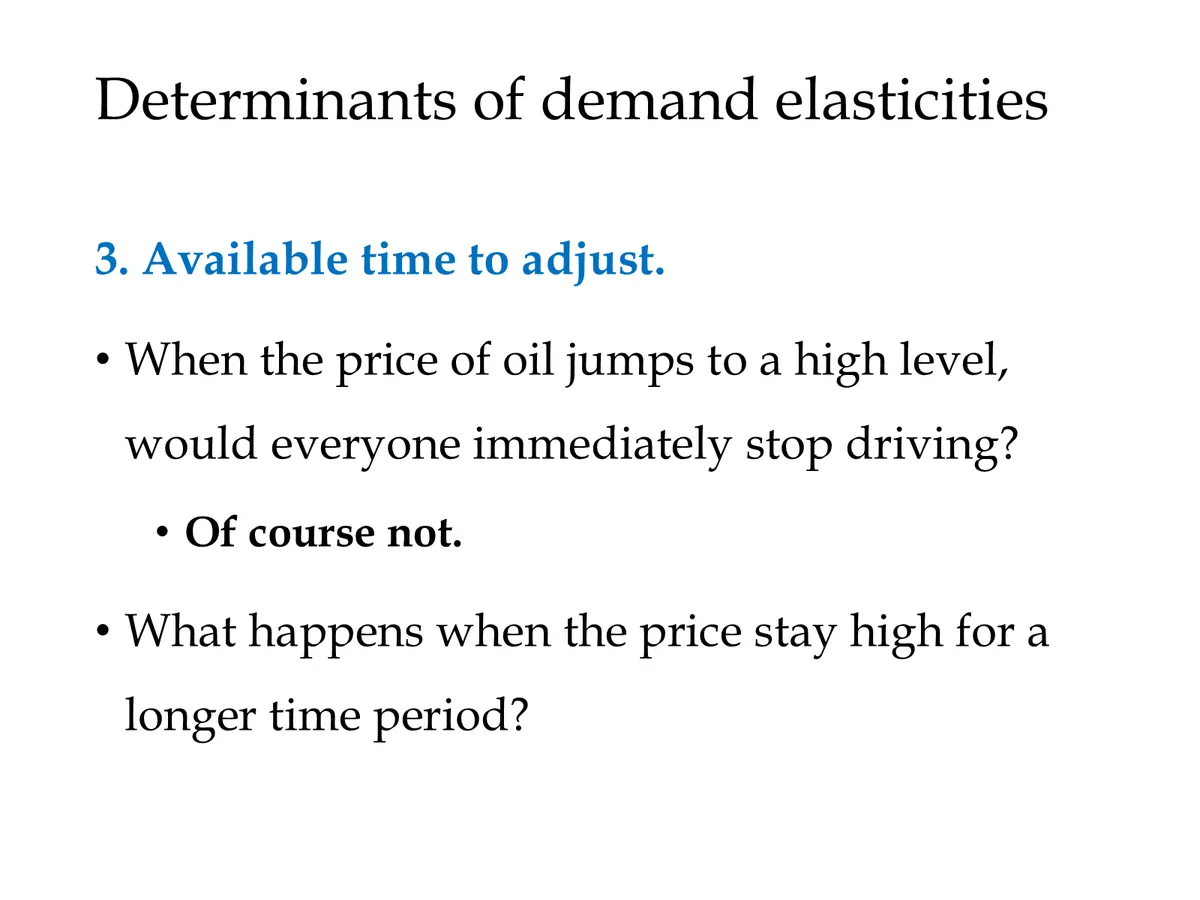 Determinants of demand elasticities
3. Available time to adjust.
• When the price of oil jumps to a high level,
would everyone immediately stop driving?
• Of course not.
• What happens when the price stay high for a
longer time period?